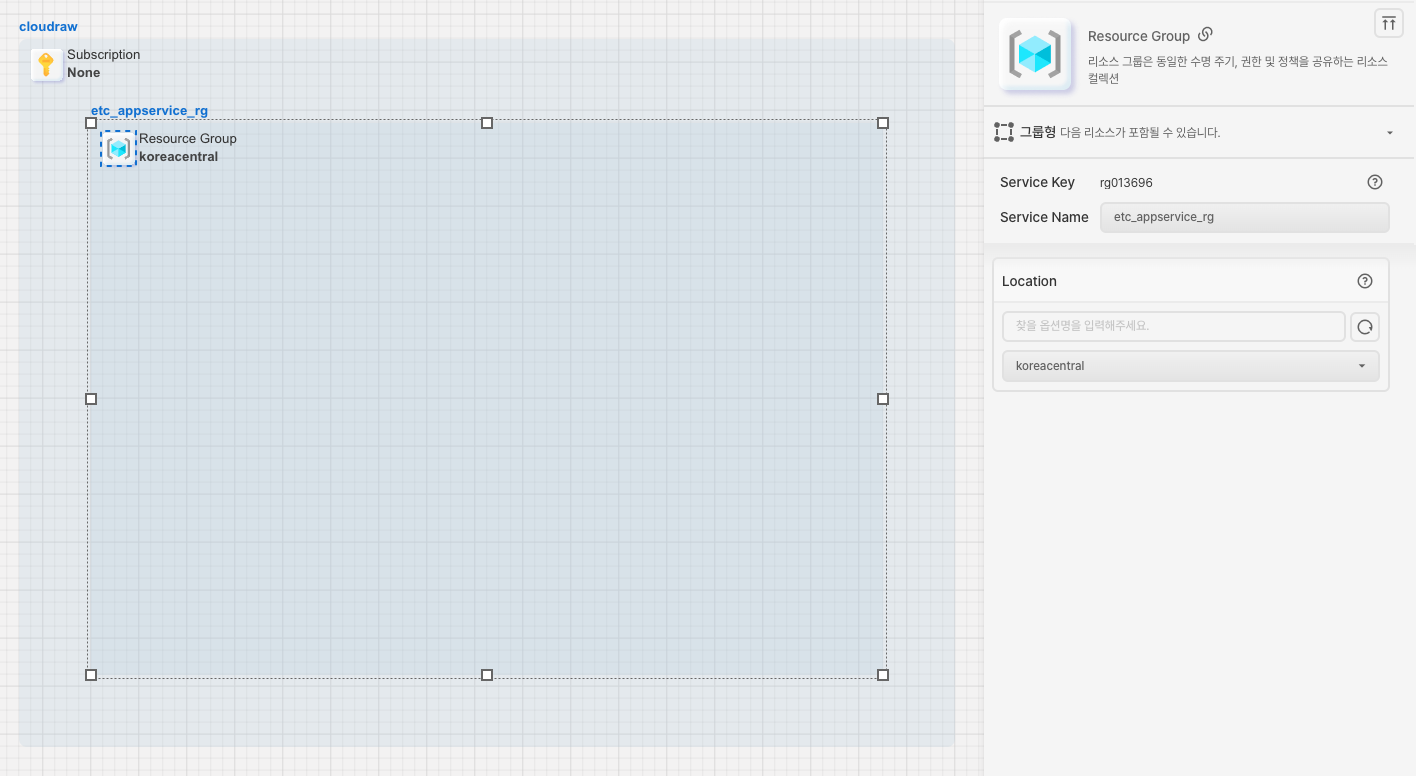 cloudraw
Subscription
None
etc_appservice_rg
Resource Group
koreacentral
Resource Group
리소스 그룹은 동일한 수명 주기, 권한 및 정책을 공유하는 리소스
컬렉션
그룹형 다음 리소스가 포함될 수 있습니다.
Service Key rg013696
Service Name etc_appservice_rg
Location
찾을 옵션명을 입력해주세요.
koreacentral